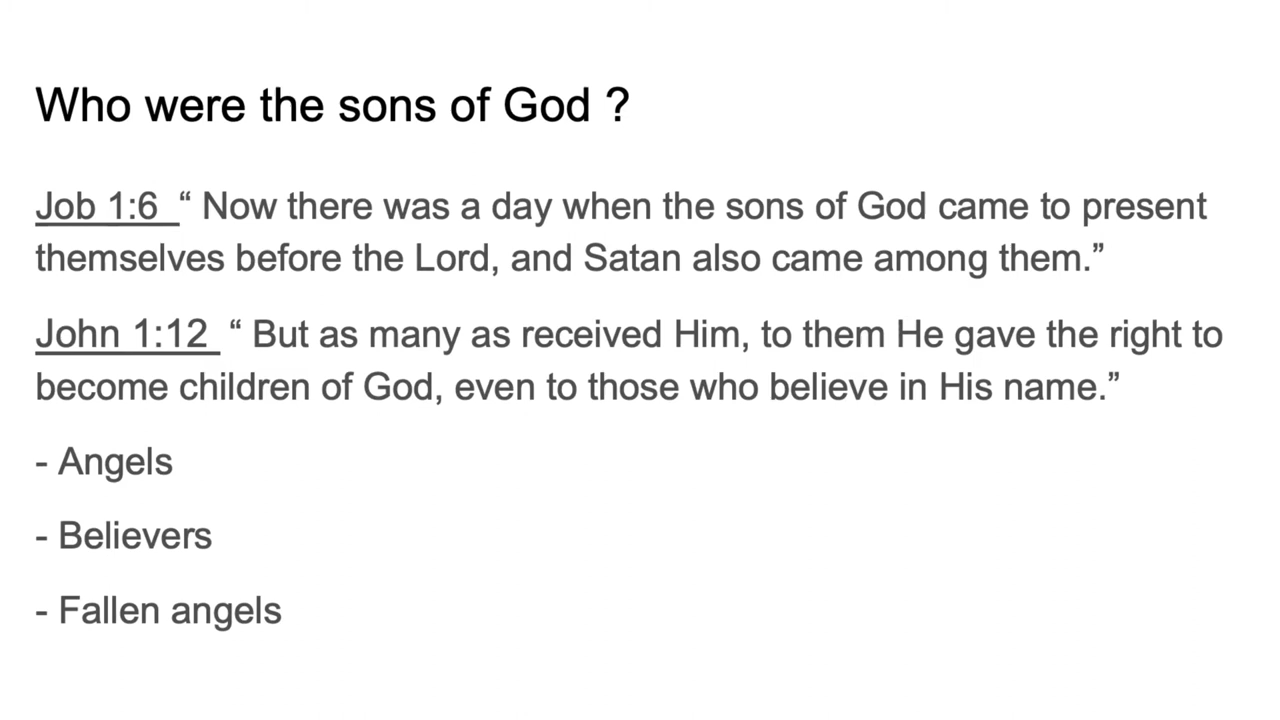 Who were the sons of God ?
Job 1:6 “ Now there was a day when the sons of God came to present
themselves before the Lord, and Satan also came among them.”
John 1:12 “ But as many as received Him, to them He gave the right to
become children of God, even to those who believe in His name.”
- Angels
- Believers
- Fallen angels